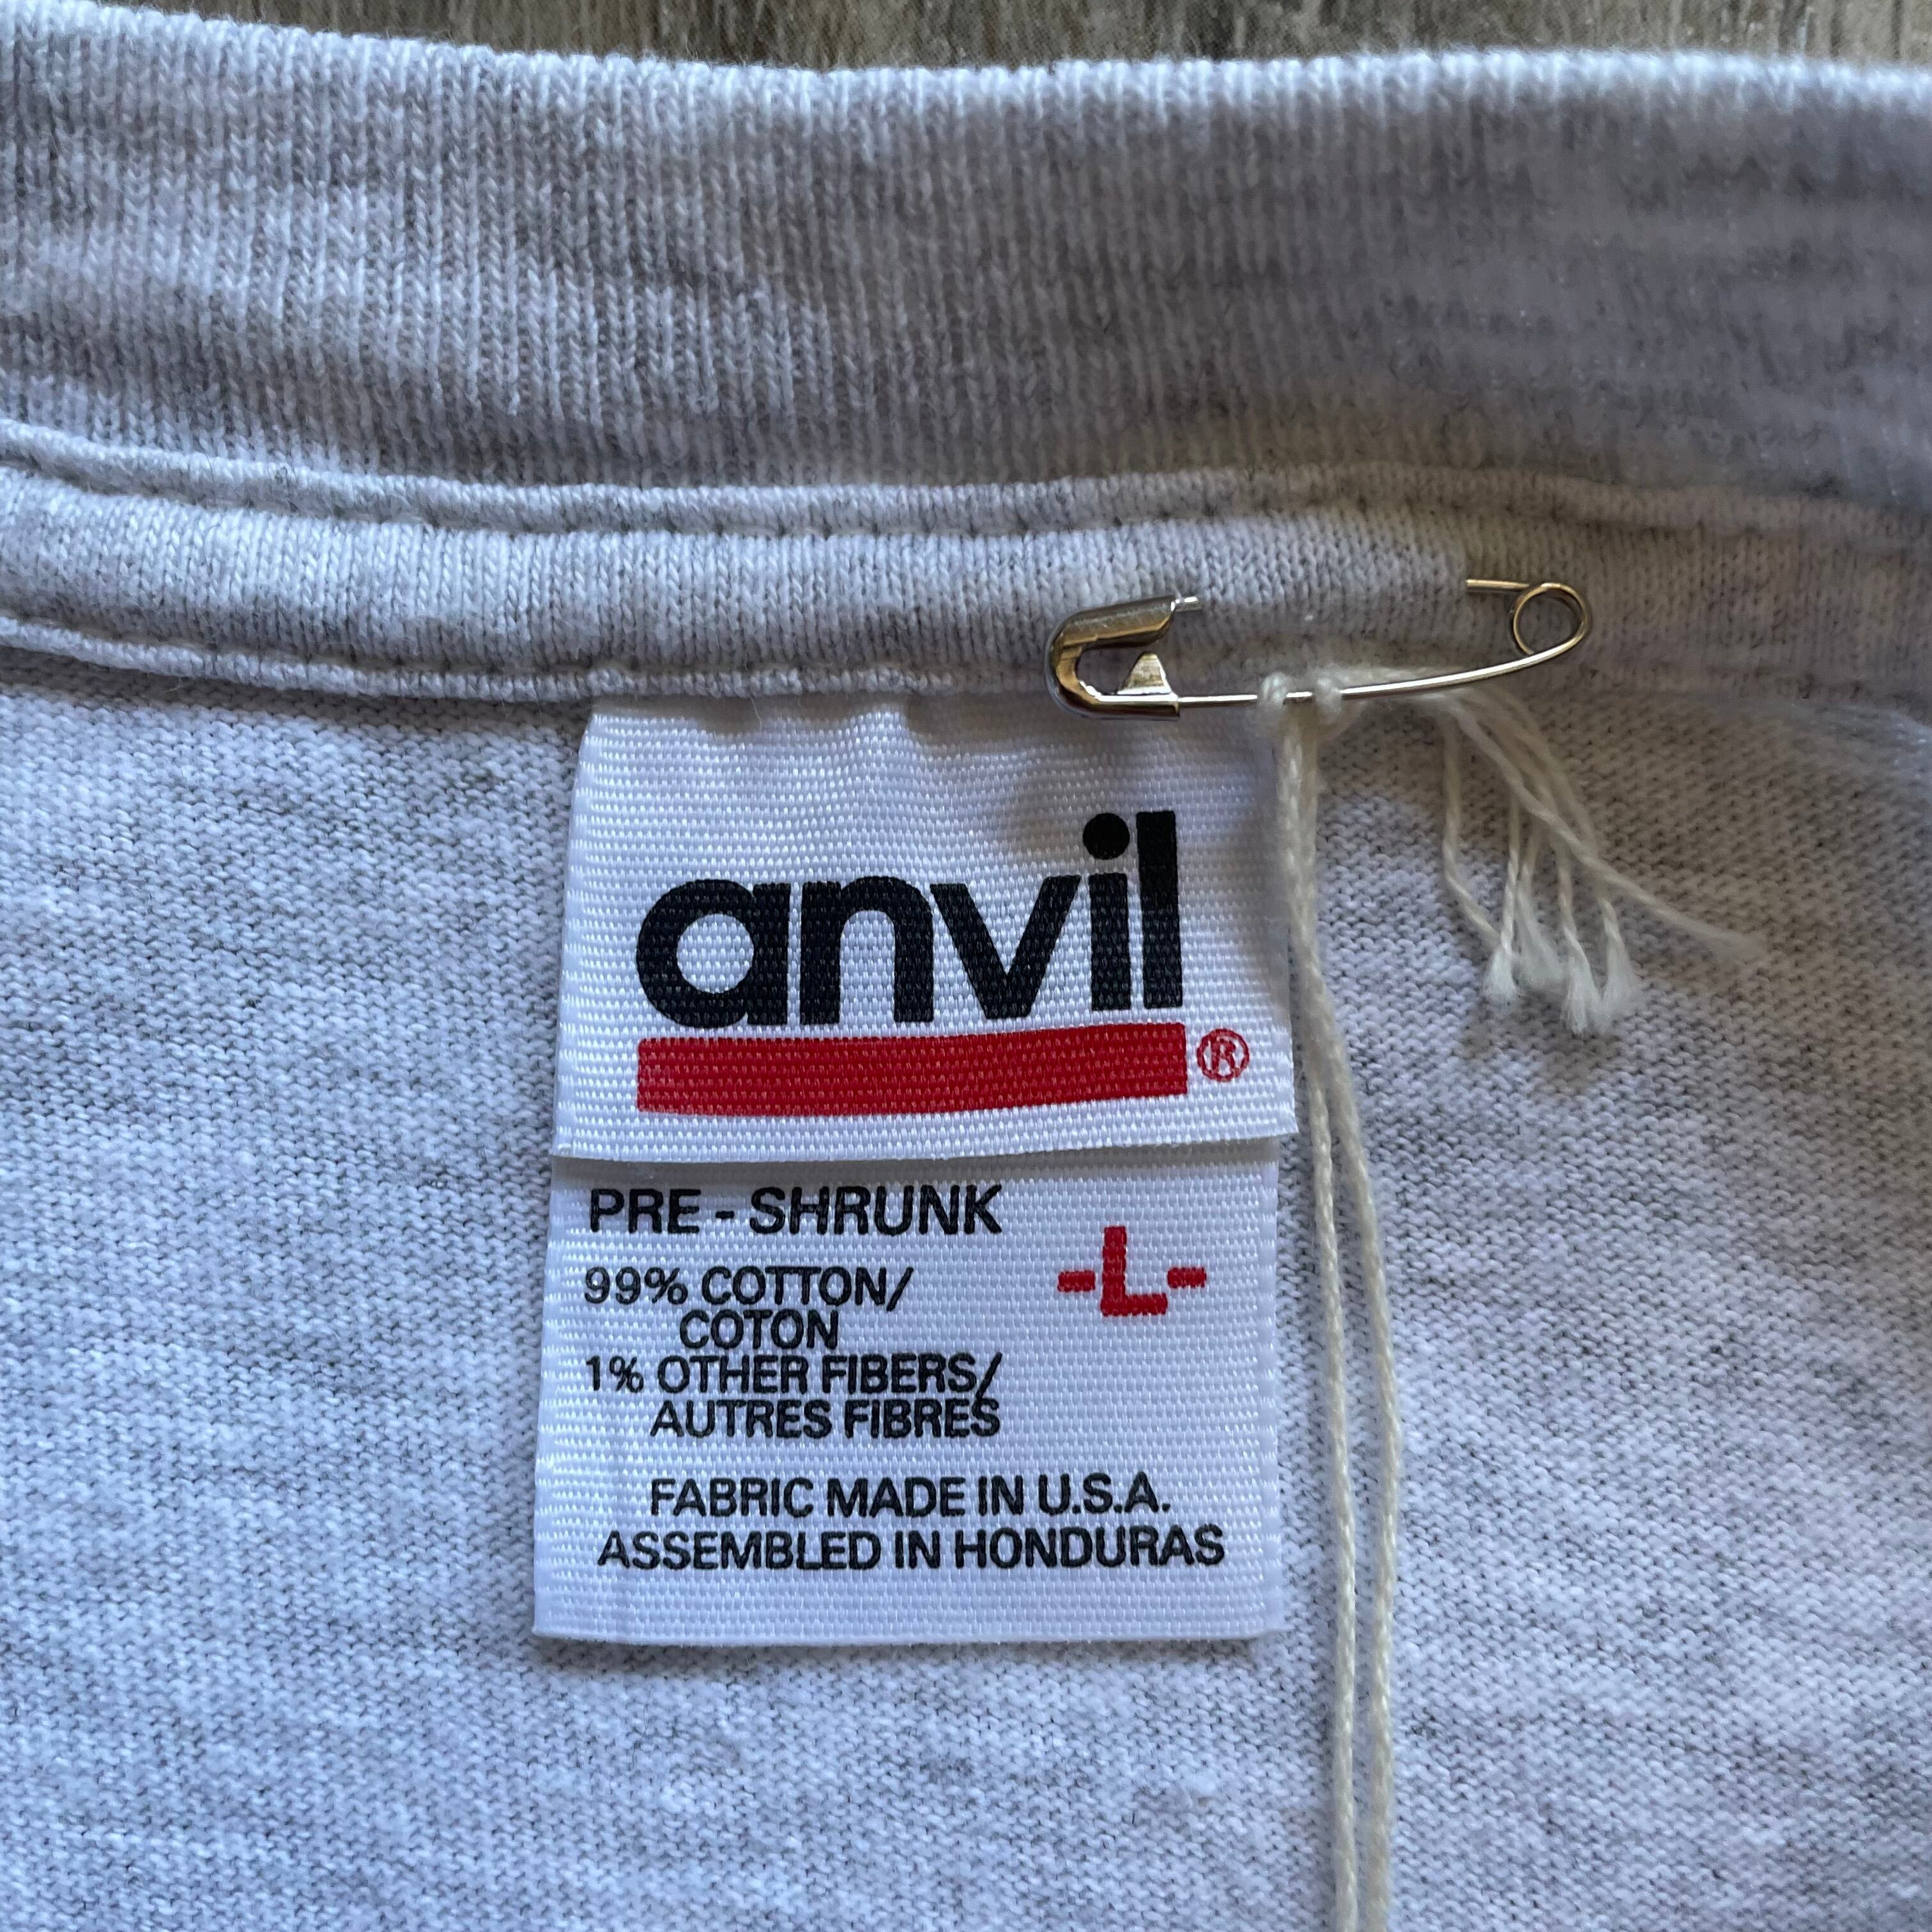 anvil
®
PRE - SHRUNK
-L-
99% COTTON/
COTON
1% OTHER FIBERS/
AUTRES FIBRES
FABRIC MADE IN U.S.A.
ASSEMBLED IN HONDURAS